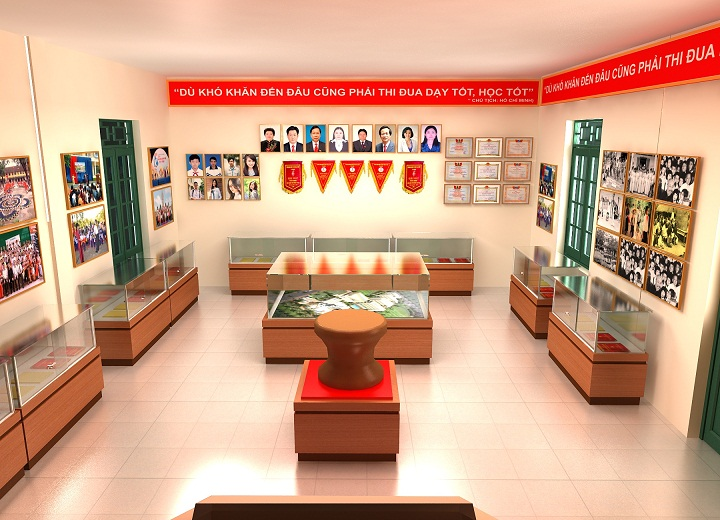 “DÙ KHÓ KHĂN ĐẾN ĐÂU CŨNG PHẢI THI ĐUA DẠY TỐT, HỌC TỐT”
" CHỦ TỊCH: HỒ CHÍ MINH)
“DÙ KHÓ KHĂN ĐẾN ĐÂU CŨNG PHẢI THI ĐUA